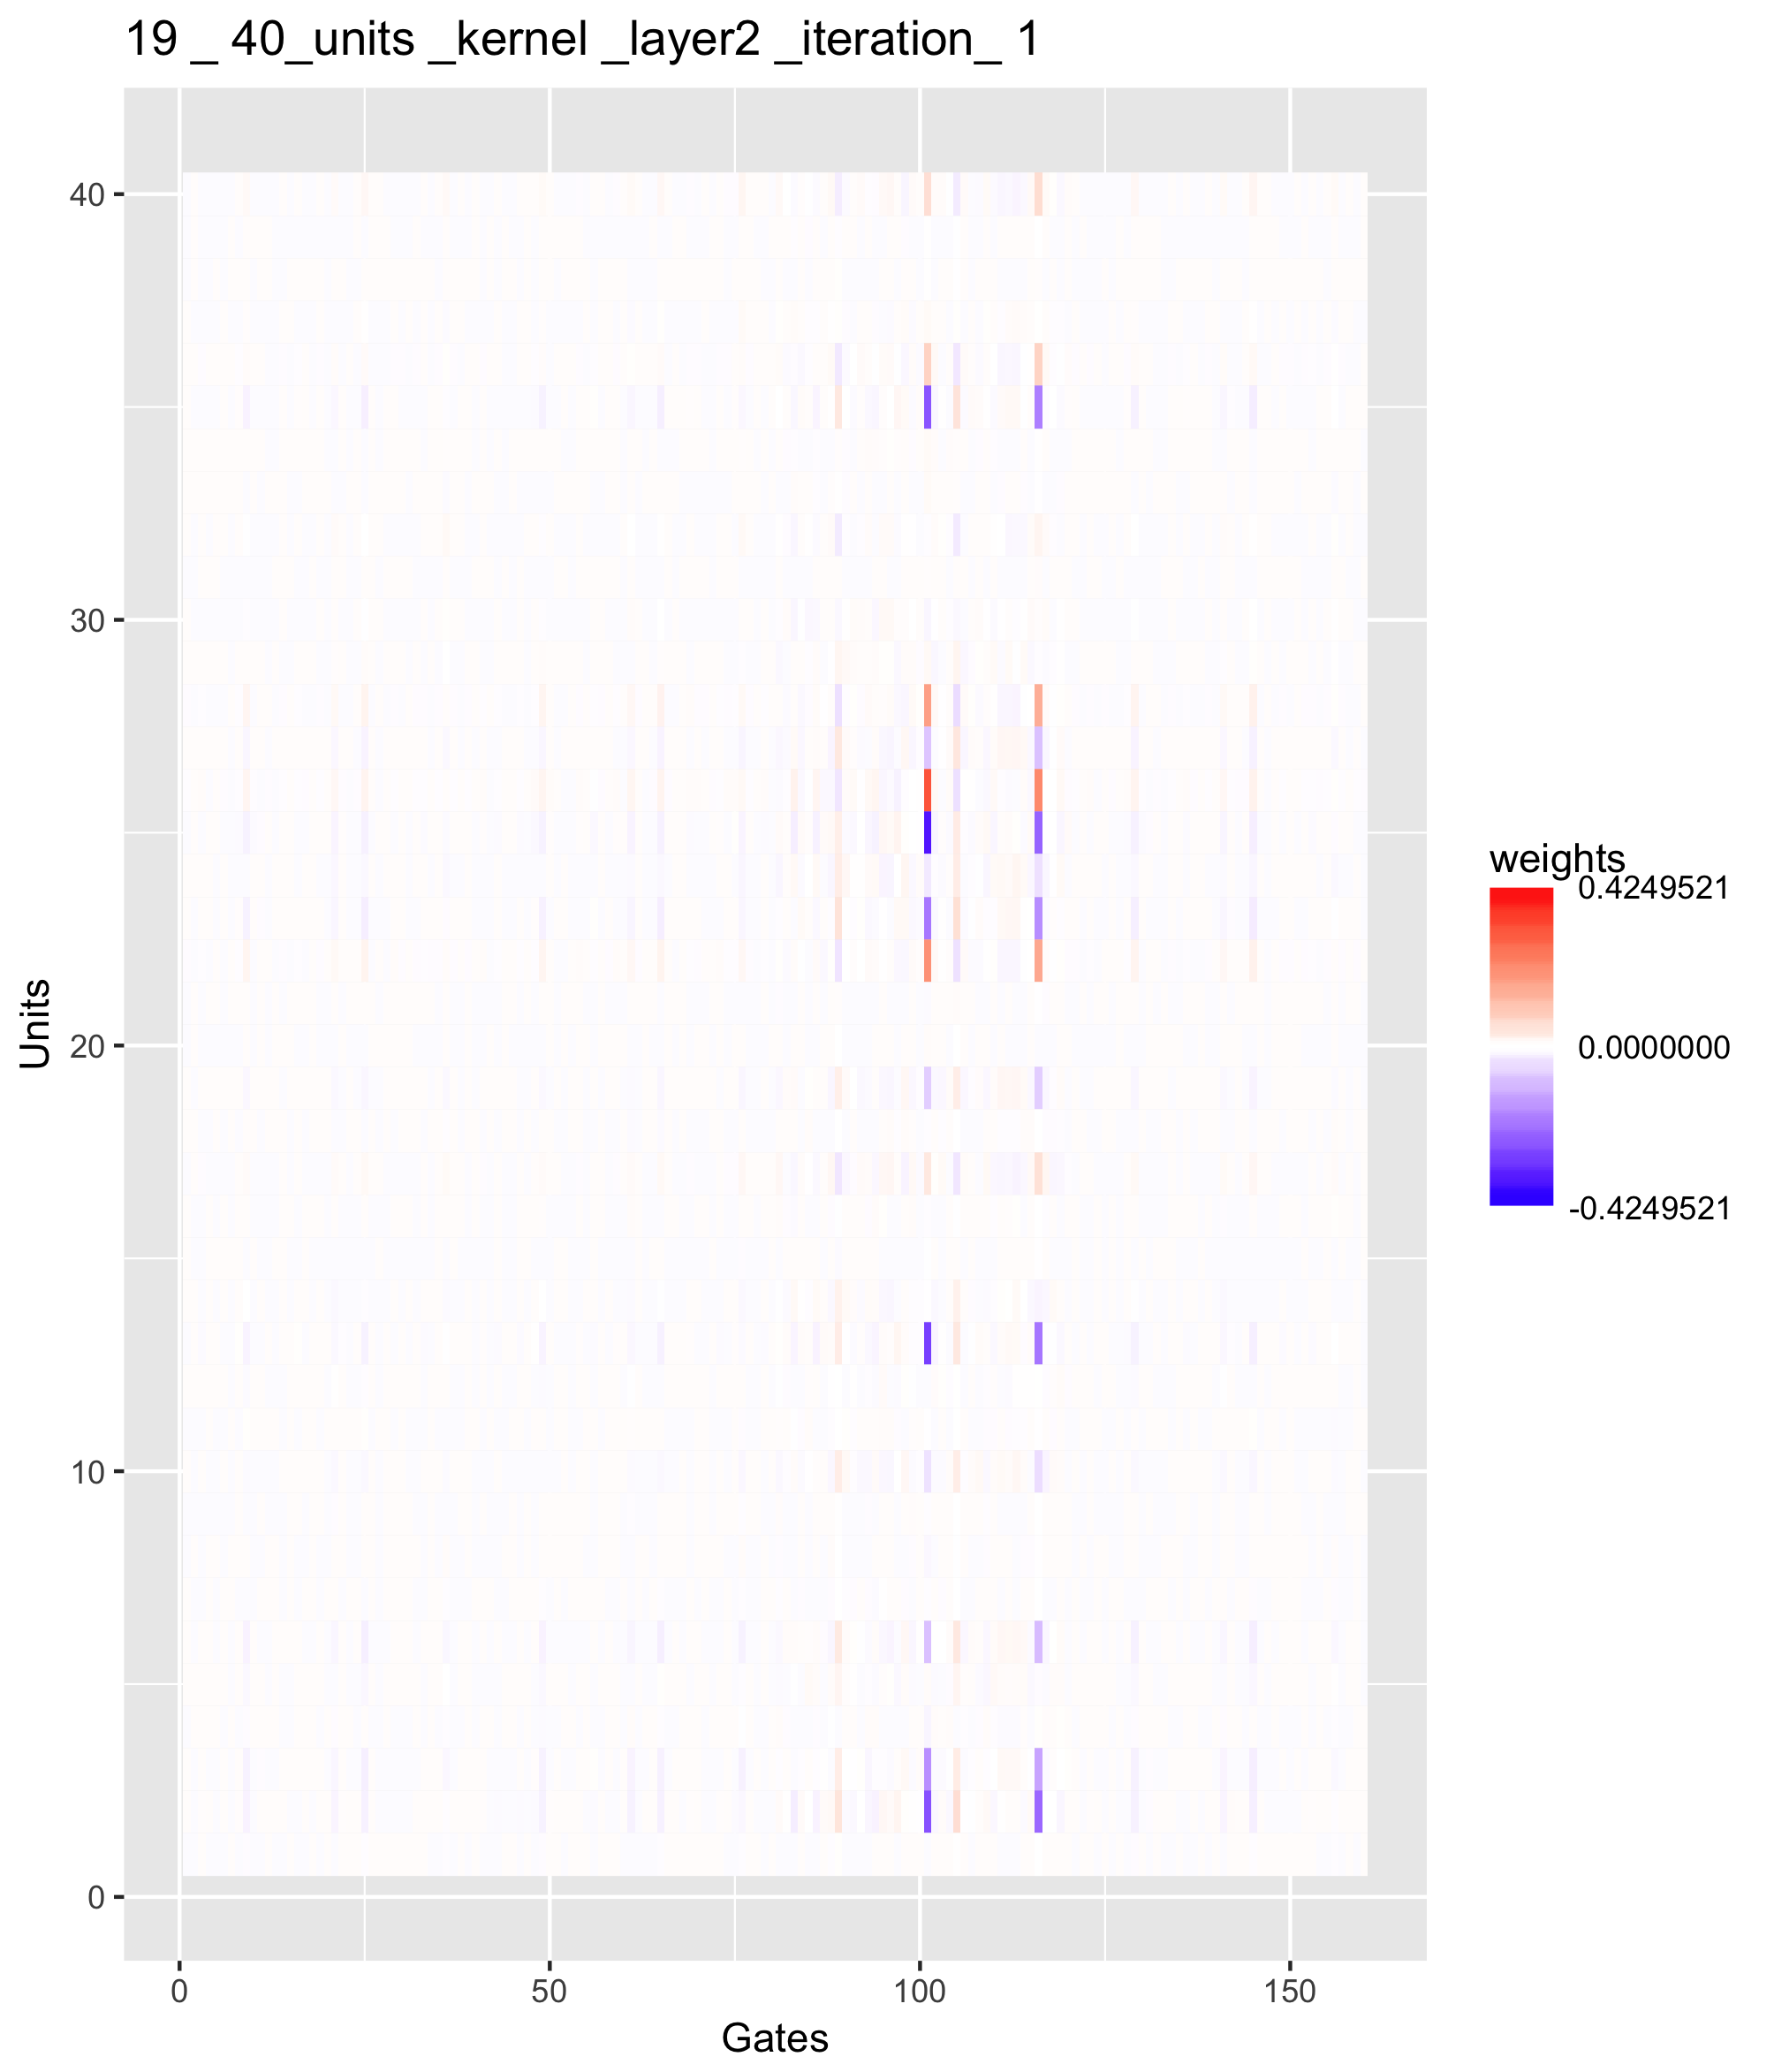 19 _ 40_units _kernel _layer2 _iteration_ 1
40
30
20
10
0
Units
0 50 100 150
Gates
weights
0.4249521
0.0000000
-0.4249521